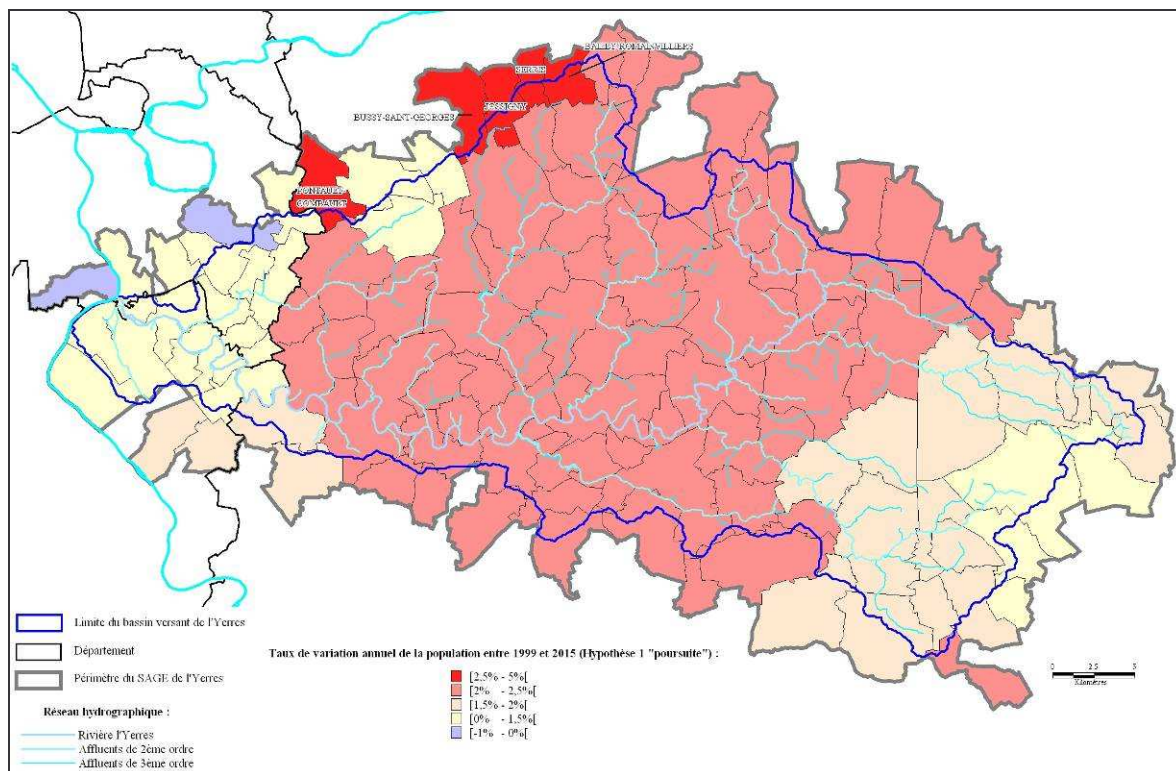 BAILLY-ROMAINVILLIERS
SERRIS
JOSSIGNY
BUSSY-SAINT-GEORGES
PONTAULT-
COMBAULT
Limite du bassin versant de l'Yerres
Département
Périmètre du SAGE de l'Yerres
Réseau hydrographique :
Rivière l'Yerres
Affluents de 2ème ordre
Affluents de 3ème ordre
Taux de variation annuel de la population entre 1999 et 2015 (Hypothèse 1 "poursuite") :
[2.5% - 5%[
[2% - 2,5%[
[1,5% - 2%[
[0% - 1,5%[
[-1% - 0%[
0 2.5 5
Kilomètres